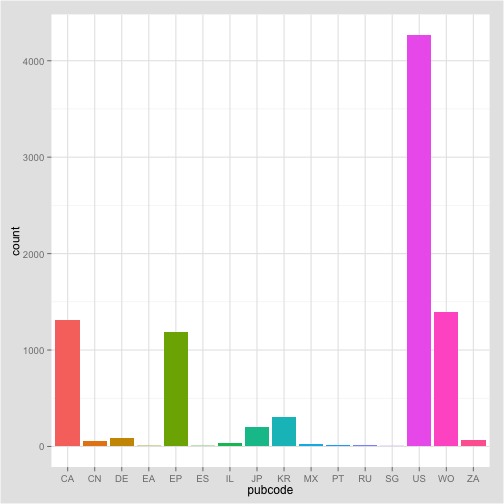 count
4000
3000
2000
1000
0
CA CN DE EA EP ES IL JP KR MX PT RU SG US WO ZA
pubcode